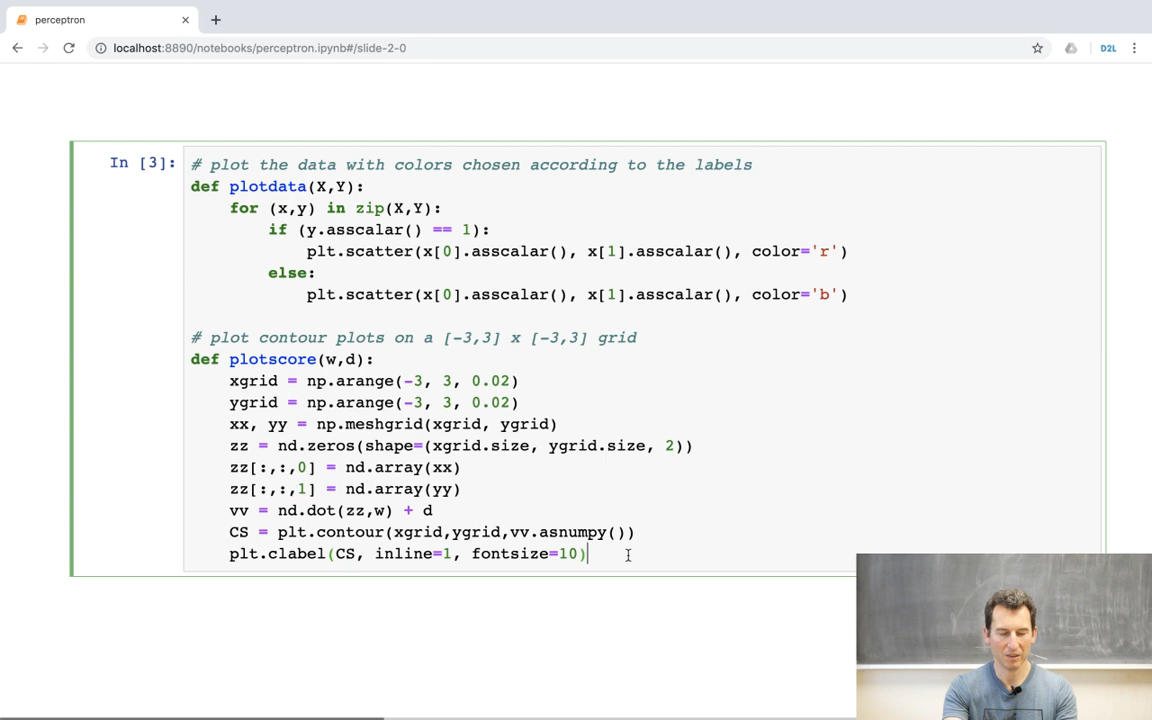 perceptron
localhost:8890/notebooks/perceptron.ipynb#/slide-2-0
D2L
In [3]:
# plot the data with colors chosen according to the labels
def plotdata(X,Y):
    for (x,y) in zip(X,Y):
        if (y.asscalar() == 1):
            plt.scatter(x[0].asscalar(), x[1].asscalar(), color='r')
        else:
            plt.scatter(x[0].asscalar(), x[1].asscalar(), color='b')
# plot contour plots on a [-3,3] x [-3,3] grid
def plotscore(w,d):
    xgrid = np.arange(-3, 3, 0.02)
    ygrid = np.arange(-3, 3, 0.02)
    xx, yy = np.meshgrid(xgrid, ygrid)
    zz = nd.zeros(shape=(xgrid.size, ygrid.size, 2))
    zz[:,:,0] = nd.array(xx)
    zz[:,:,1] = nd.array(yy)
    vv = nd.dot(zz,w) + d
    CS = plt.contour(xgrid,ygrid,vv.asnumpy())
    plt.clabel(CS, inline=1, fontsize=10)